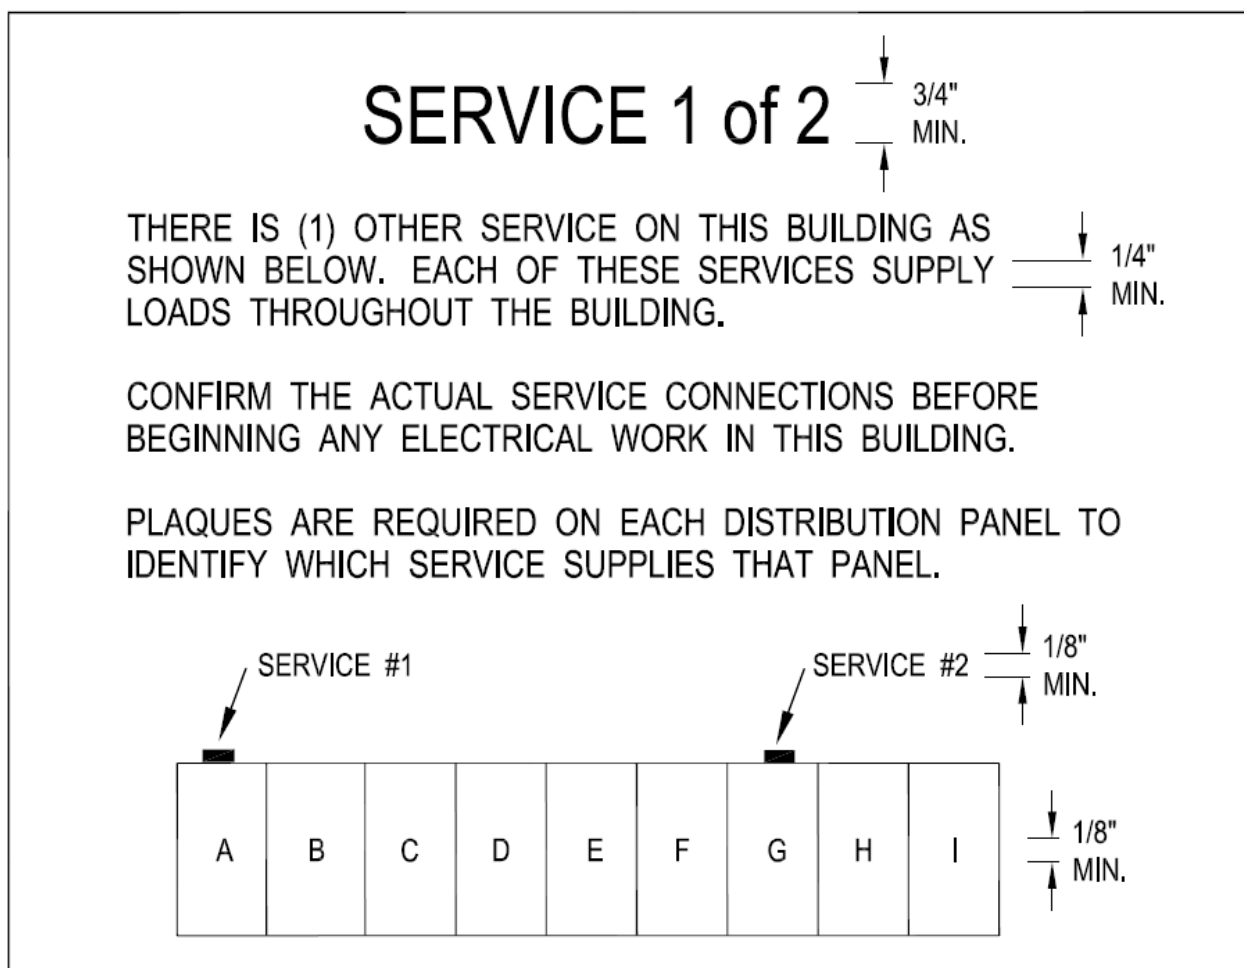 SERVICE 1 of 2
3/4"
MIN.
THERE IS (1) OTHER SERVICE ON THIS BUILDING AS
SHOWN BELOW. EACH OF THESE SERVICES SUPPLY
LOADS THROUGHOUT THE BUILDING.
1/4"
MIN.
CONFIRM THE ACTUAL SERVICE CONNECTIONS BEFORE
BEGINNING ANY ELECTRICAL WORK IN THIS BUILDING.
PLAQUES ARE REQUIRED ON EACH DISTRIBUTION PANEL TO
IDENTIFY WHICH SERVICE SUPPLIES THAT PANEL.
SERVICE #1
SERVICE #2
1/8"
MIN.
A B C D E F G H I
1/8"
MIN.